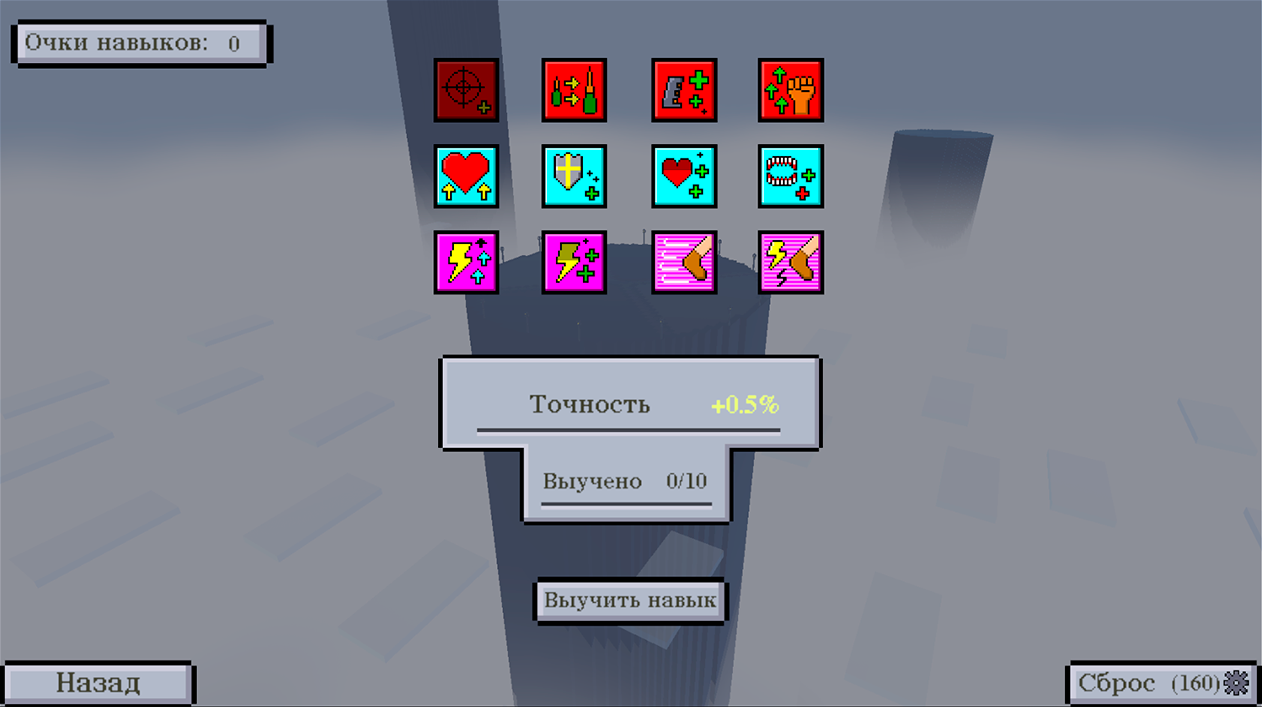 Очки навыков: 0
Точность +0.5%
Выучено 0/10
Выучить навык
Назад
Сброс (160)